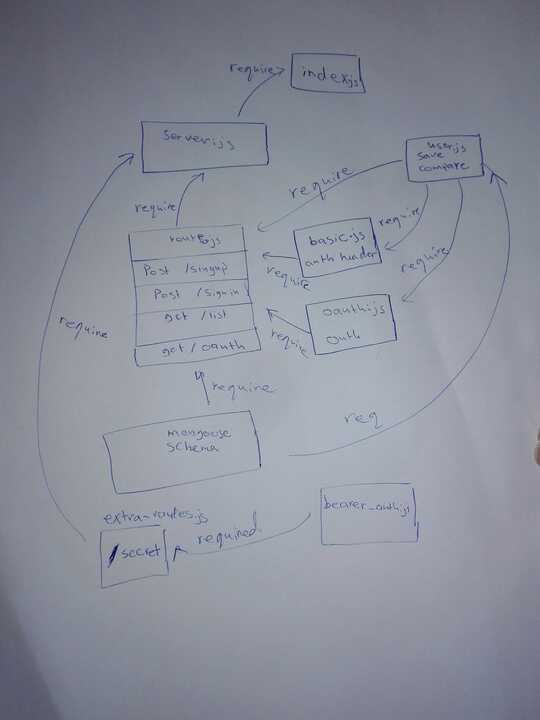 require
index.js
server.js
user.js
save
compare
require
require
route.js
Post /singup
Post /signin
get /list
get / oauth
basic.js
auth header
require
require
require
oauth.js
outh
require
require
require
mongoose
schema
req
extra-routes.js
/secret
required
bearer_outh.js